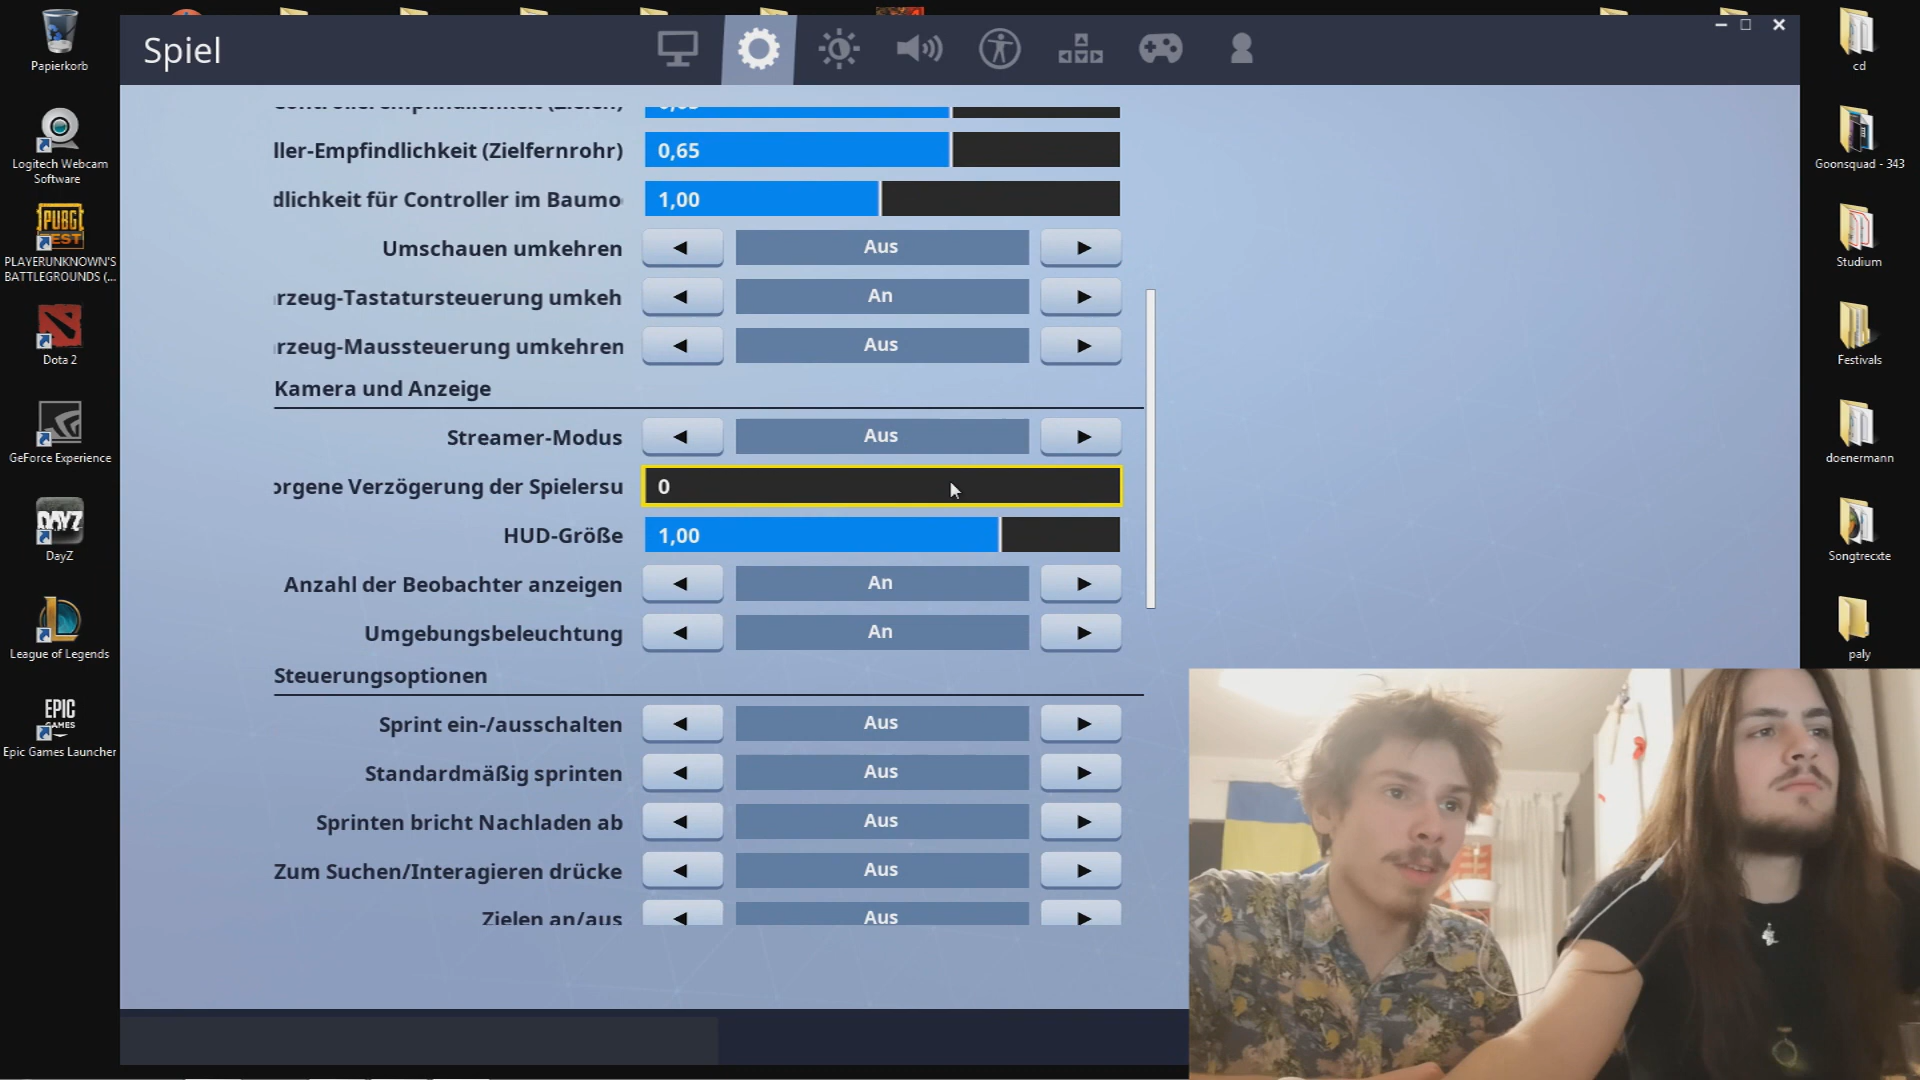 Spiel
Papierkorb
Logitech Webcam
Software
PUBG
TEST
PLAYERUNKNOWN'S
BATTLEGROUNDS (...
Dota 2
GeForce Experience
DAYZ
DayZ
League of Legends
EPIC
GAMES
Epic Games Launcher
ller-Empfindlichkeit (Zielfernrohr) 0,65
dlichkeit für Controller im Baumo 1,00
Umschauen umkehren Aus
rzeug-Tastatursteuerung umkeh An
rzeug-Maussteuerung umkehren Aus
Kamera und Anzeige
Streamer-Modus Aus
orgene Verzögerung der Spielersu 0
HUD-Größe 1,00
Anzahl der Beobachter anzeigen An
Umgebungsbeleuchtung An
Steuerungsoptionen
Sprint ein-/ausschalten Aus
Standardmäßig sprinten Aus
Sprinten bricht Nachladen ab Aus
Zum Suchen/Interagieren drücke Aus
Zielen an/aus Aus
cd
Goonsquad - 343
Studium
Festivals
doenermann
Songtrecxte
paly